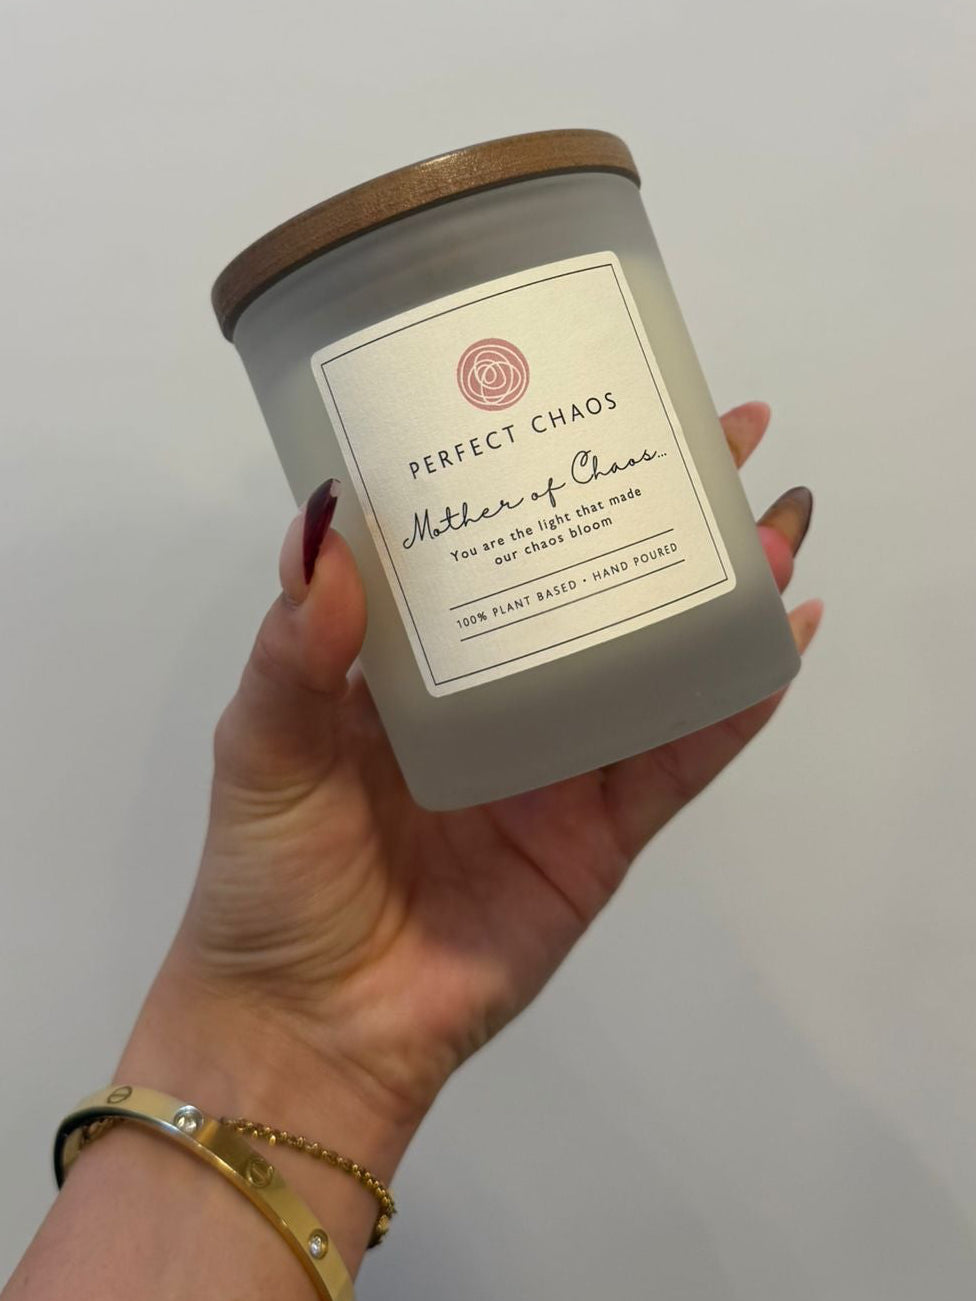 PERFECT CHAOS
Mother of Chaos...
You are the light that made
our chaos bloom
100% PLANT BASED • HAND POURED